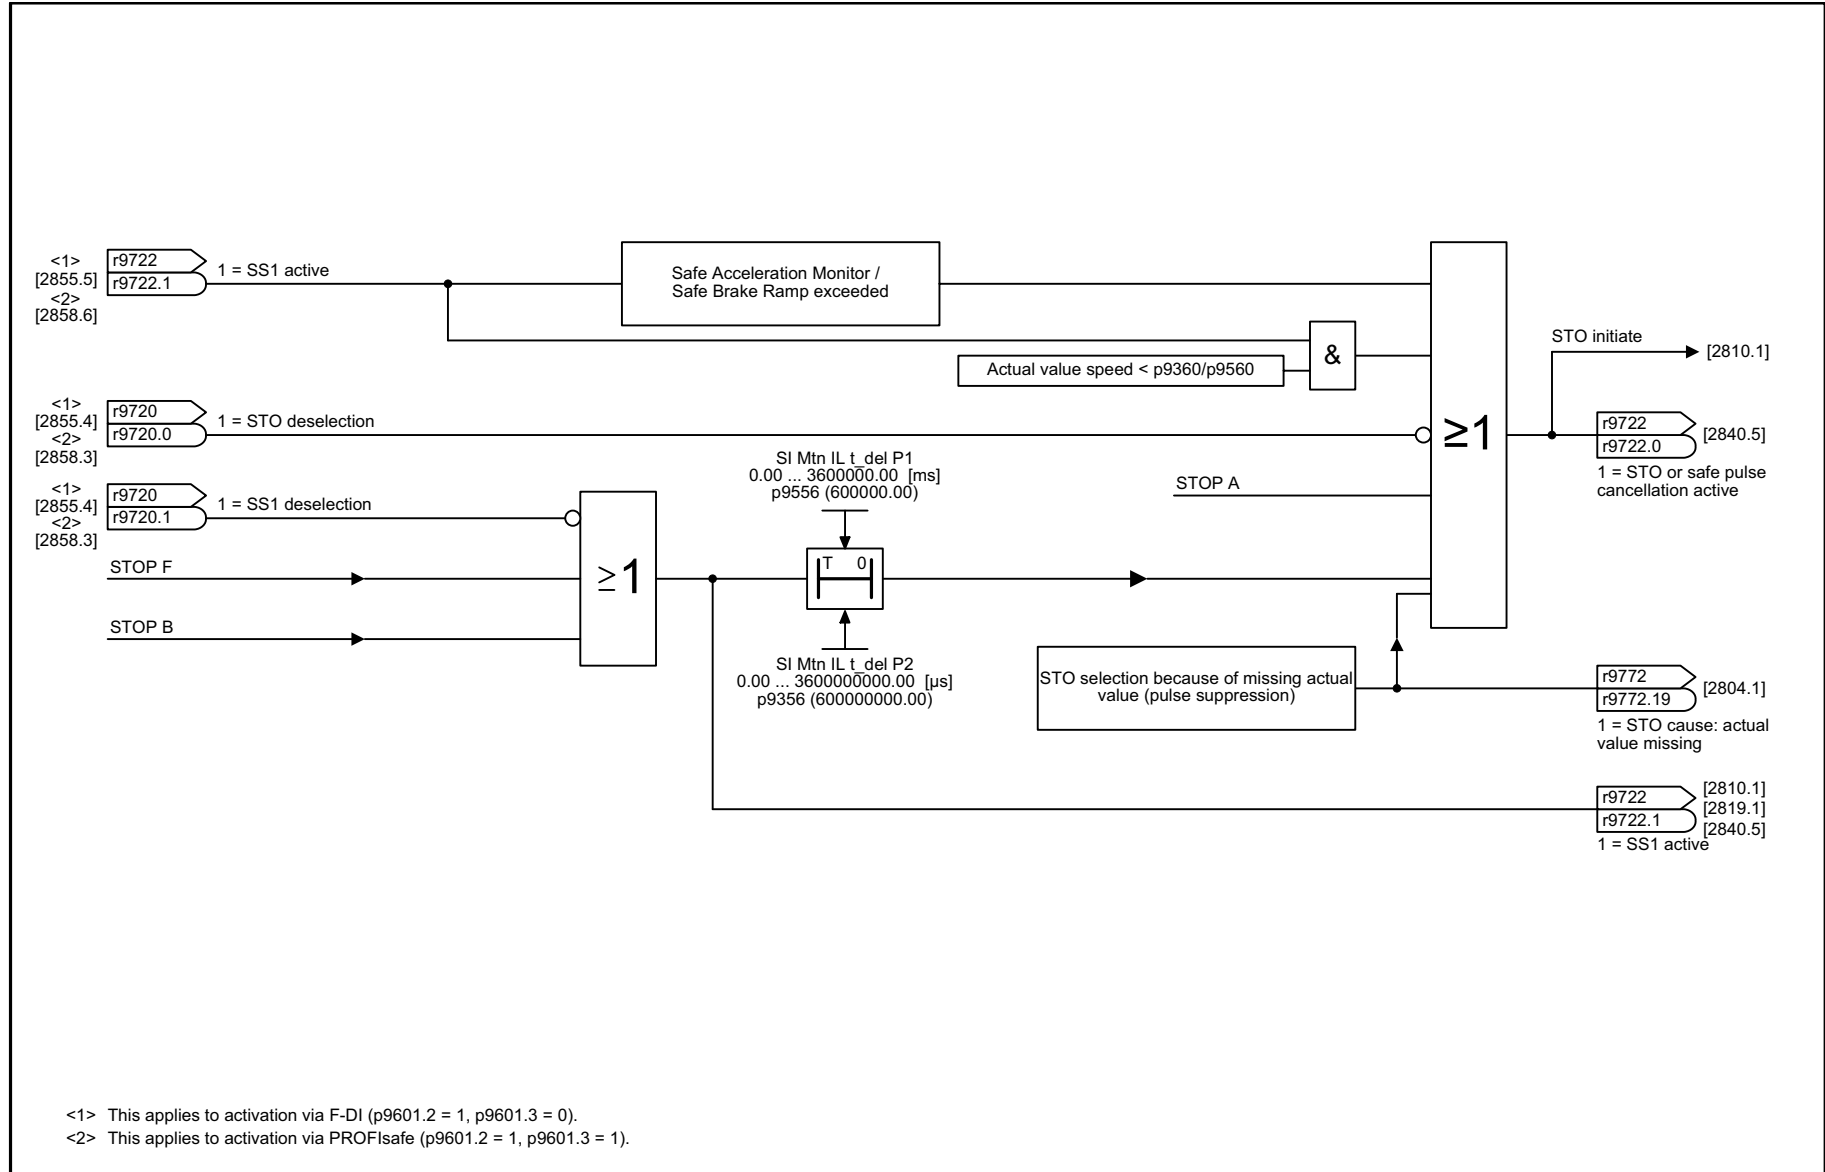 <1>
[2855.5]
<2>
[2858.6]
r9722
r9722.1
1 = SS1 active
Safe Acceleration Monitor /
Safe Brake Ramp exceeded
&
Actual value speed < p9360/p9560
STO initiate
[2810.1]
<1>
[2855.4]
<2>
[2858.3]
r9720
r9720.0
1 = STO deselection
≥1
r9722
r9722.0
[2840.5]
1 = STO or safe pulse
cancellation active
SI Mtn IL t_del P1
0.00 ... 3600000.00 [ms]
p9556 (600000.00)
STOP A
<1>
[2855.4]
<2>
[2858.3]
r9720
r9720.1
1 = SS1 deselection
STOP F
≥1
T 0
STOP B
SI Mtn IL t_del P2
0.00 ... 3600000000.00 [µs]
p9356 (600000000.00)
STO selection because of missing actual
value (pulse suppression)
r9772
r9772.19
[2804.1]
1 = STO cause: actual
value missing
r9722
r9722.1
[2810.1]
[2819.1]
[2840.5]
1 = SS1 active
<1> This applies to activation via F-DI (p9601.2 = 1, p9601.3 = 0).
<2> This applies to activation via PROFIsafe (p9601.2 = 1, p9601.3 = 1).